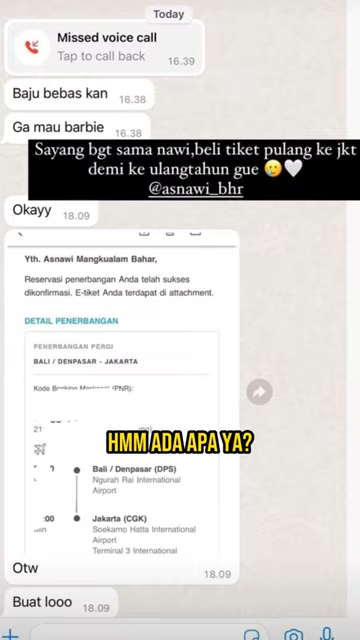 Today
Missed voice call
Tap to call back
16.39
Baju bebas kan
16.38
Ga mau barbie
16.38
Sayang bgt sama nawi,beli tiket pulang ke jkt
demi ke ulangtahun gue 🥲🤍
@asnawi_bhr
Okayy
18.09
Yth. Asnawi Mangkualam Bahar,
Reservasi penerbangan Anda telah sukses
dikonfirmasi. E-tiket Anda terdapat di attachment.
DETAIL PENERBANGAN
PENERBANGAN PERGI
BALI / DENPASAR - JAKARTA
Kode (PNR):
21
HMM ADA APA YA?
Bali / Denpasar (DPS)
Ngurah Rai International
Airport
:00
Jakarta (CGK)
Soekarno Hatta International
Airport
Terminal 3 International
Otw
18.09
Buat looo
18.09